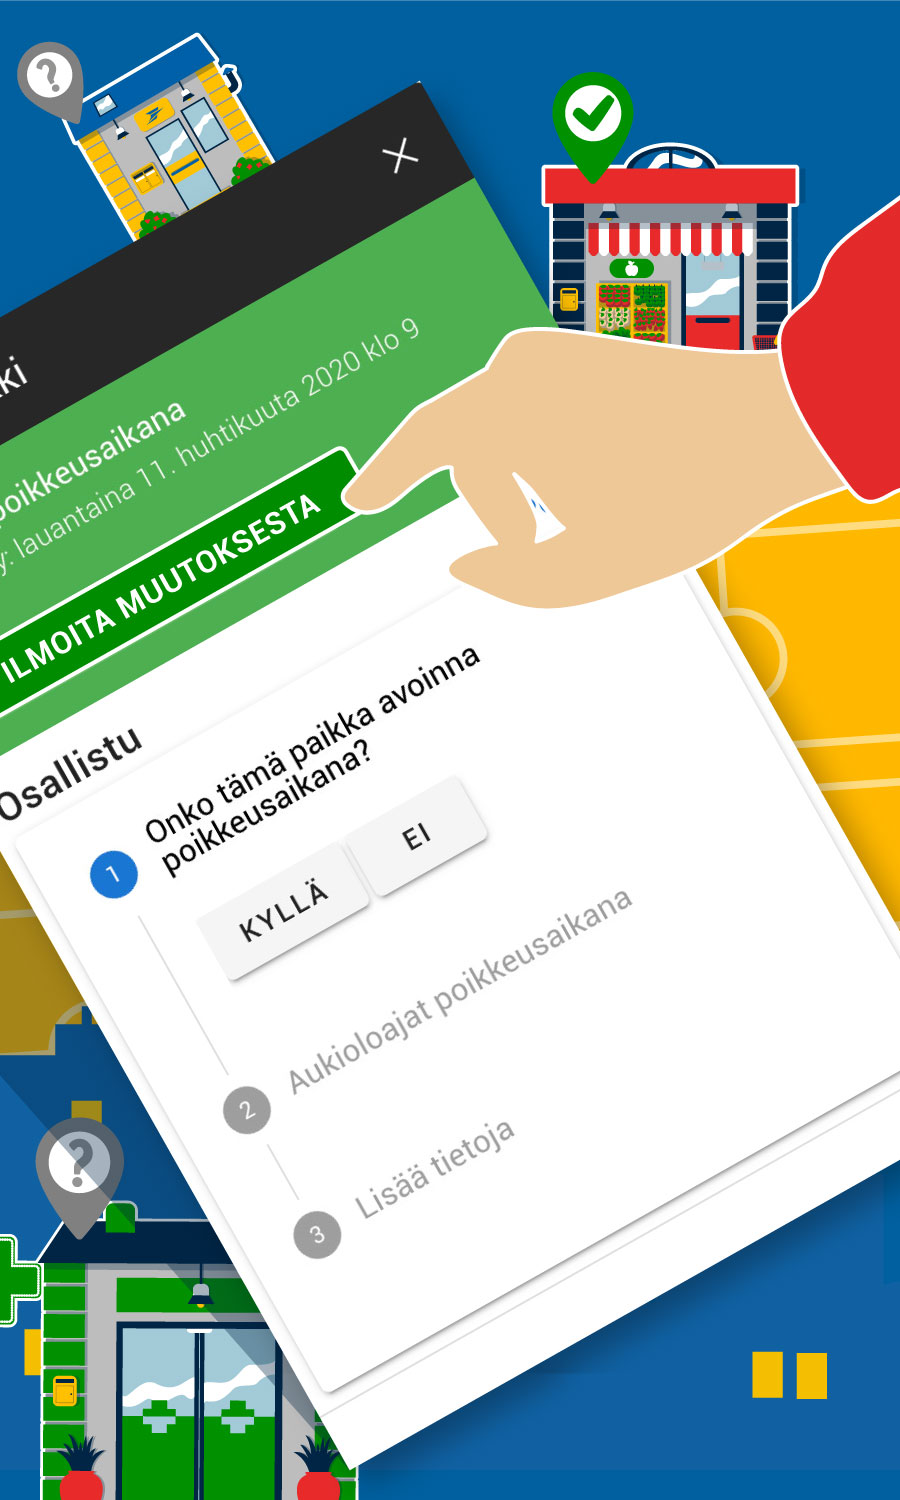 ?
ki
poikkeusaikana
y: lauantaina 11. huhtikuuta 2020 klo 9
ILMOITA MUUTOKSESTA
Osallistu
1
Onko tämä paikka avoinna
poikkeusaikana?
KYLLÄ
EI
2
Aukioloajat poikkeusaikana
3
Lisää tietoja
?